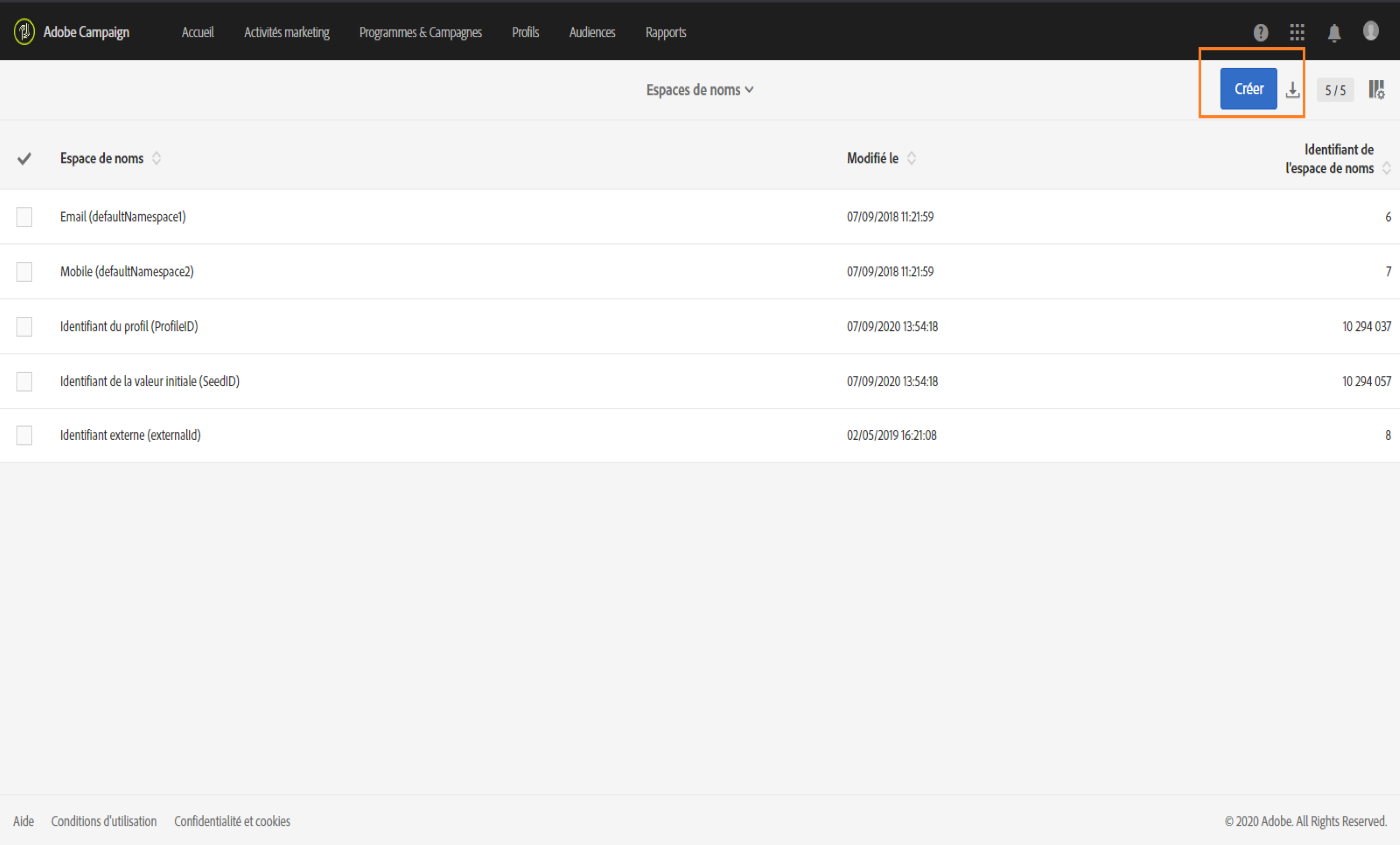 Adobe Campaign Accueil Activités marketing Programmes & Campagnes Profils Audiences Rapports
Espaces de noms Créer 5 / 5
Espace de noms Modifié le Identifiant de
l'espace de noms
Email (defaultNamespace1) 07/09/2018 11:21:59 6
Mobile (defaultNamespace2) 07/09/2018 11:21:59 7
Identifiant du profil (ProfileID) 07/09/2020 13:54:18 10 294 037
Identifiant de la valeur initiale (SeedID) 07/09/2020 13:54:18 10 294 057
Identifiant externe (externalId) 02/05/2019 16:21:08 8
Aide Conditions d'utilisation Confidentialité et cookies © 2020 Adobe. All Rights Reserved.